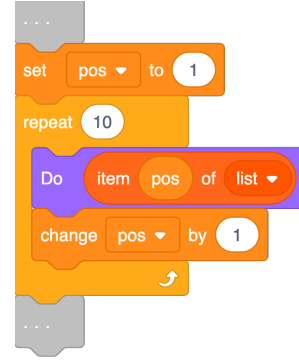 ...
set pos to 1
repeat 10
Do item pos of list
change pos by 1
...